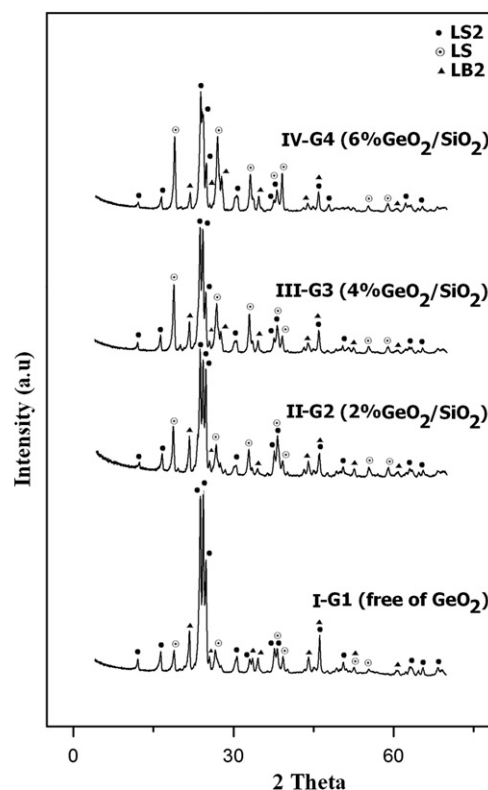 LS2
LS
LB2
IV-G4 (6%GeO₂/SiO₂)
III-G3 (4%GeO₂/SiO₂)
II-G2 (2%GeO₂/SiO₂)
I-G1 (free of GeO₂)
Intensity (a.u)
0 30 60
2 Theta